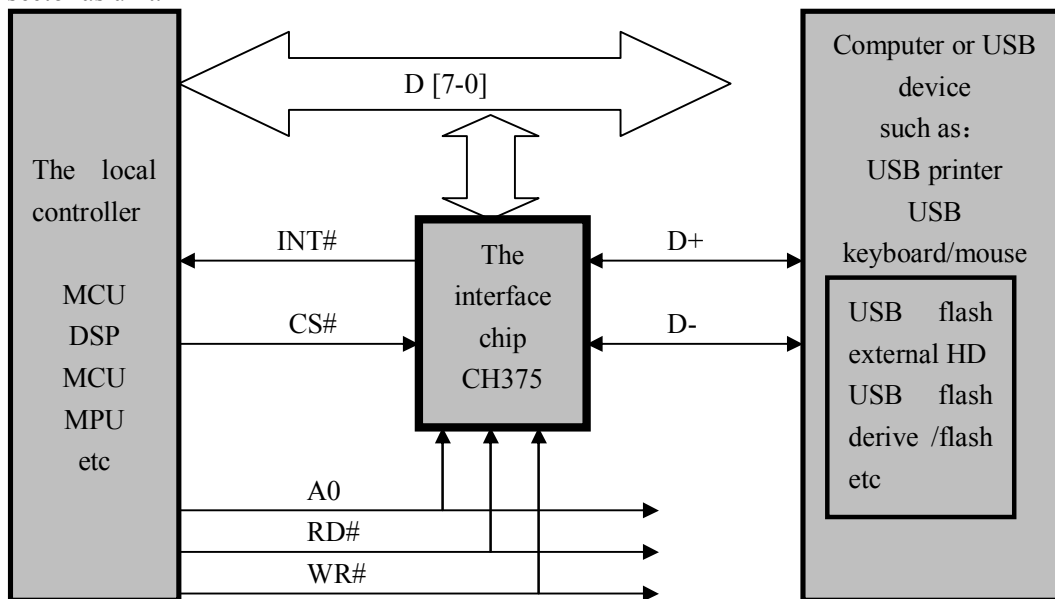 The local
controller
MCU
DSP
MCU
MPU
etc
D [7-0]
INT#
CS#
A0
RD#
WR#
The
interface
chip
CH375
D+
D-
Computer or USB
device
such as：
USB printer
USB
keyboard/mouse
USB flash
external HD
USB flash
derive /flash
etc